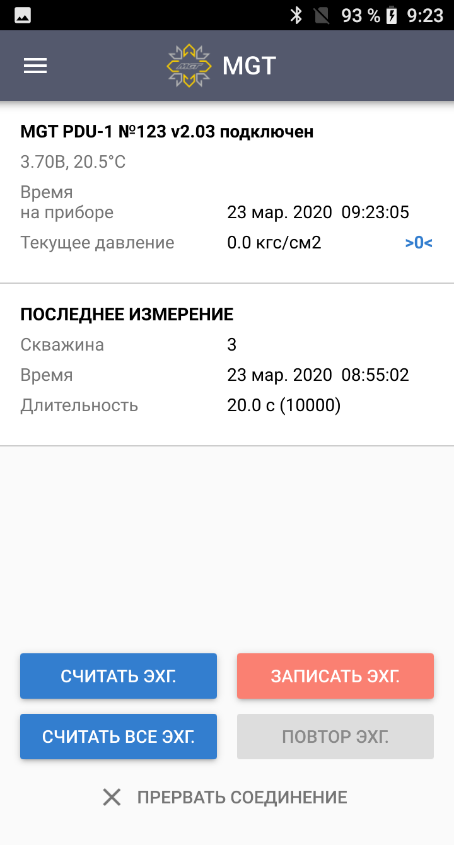 93 % 9:23
MGT
MGT PDU-1 №123 v2.03 подключен
3.70В, 20.5°C
Время
на приборе 23 мар. 2020 09:23:05
Текущее давление 0.0 кгс/см2 >0<
ПОСЛЕДНЕЕ ИЗМЕРЕНИЕ
Скважина 3
Время 23 мар. 2020 08:55:02
Длительность 20.0 с (10000)
СЧИТАТЬ ЭХГ. ЗАПИСАТЬ ЭХГ.
СЧИТАТЬ ВСЕ ЭХГ. ПОВТОР ЭХГ.
ПРЕРВАТЬ СОЕДИНЕНИЕ